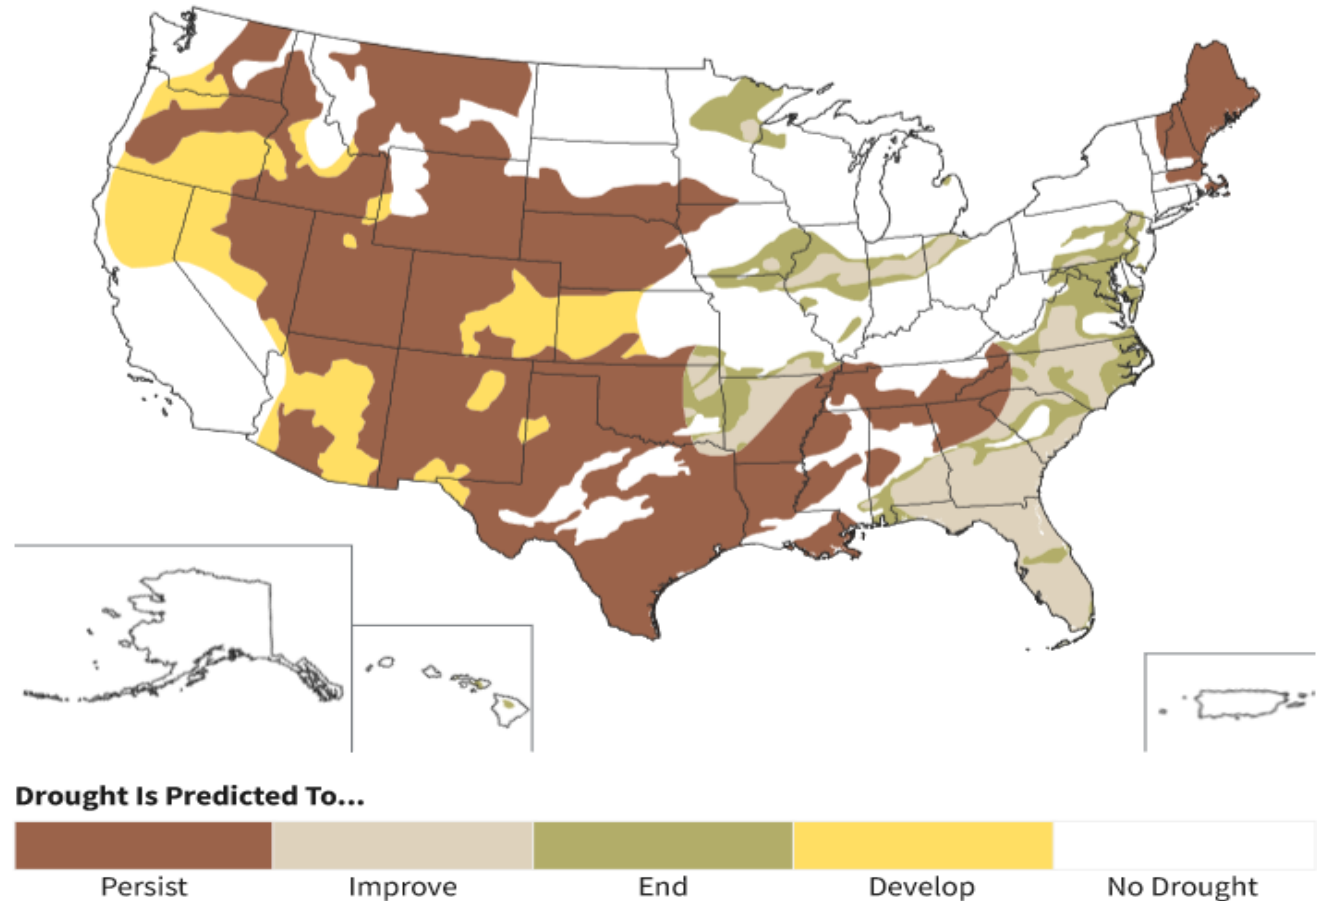 Drought Is Predicted To...
Persist
Improve
End
Develop
No Drought